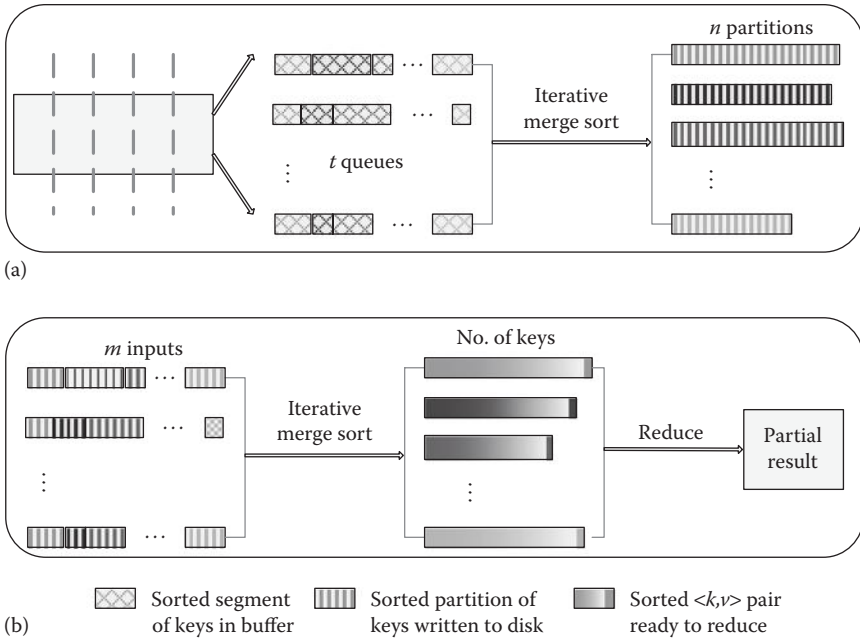 n partitions
Iterative
merge sort
t queues
(a)
m inputs
No. of keys
Iterative
merge sort
Reduce
Partial
result
(b)
Sorted segment
of keys in buffer
Sorted partition of
keys written to disk
Sorted <k,v> pair
ready to reduce